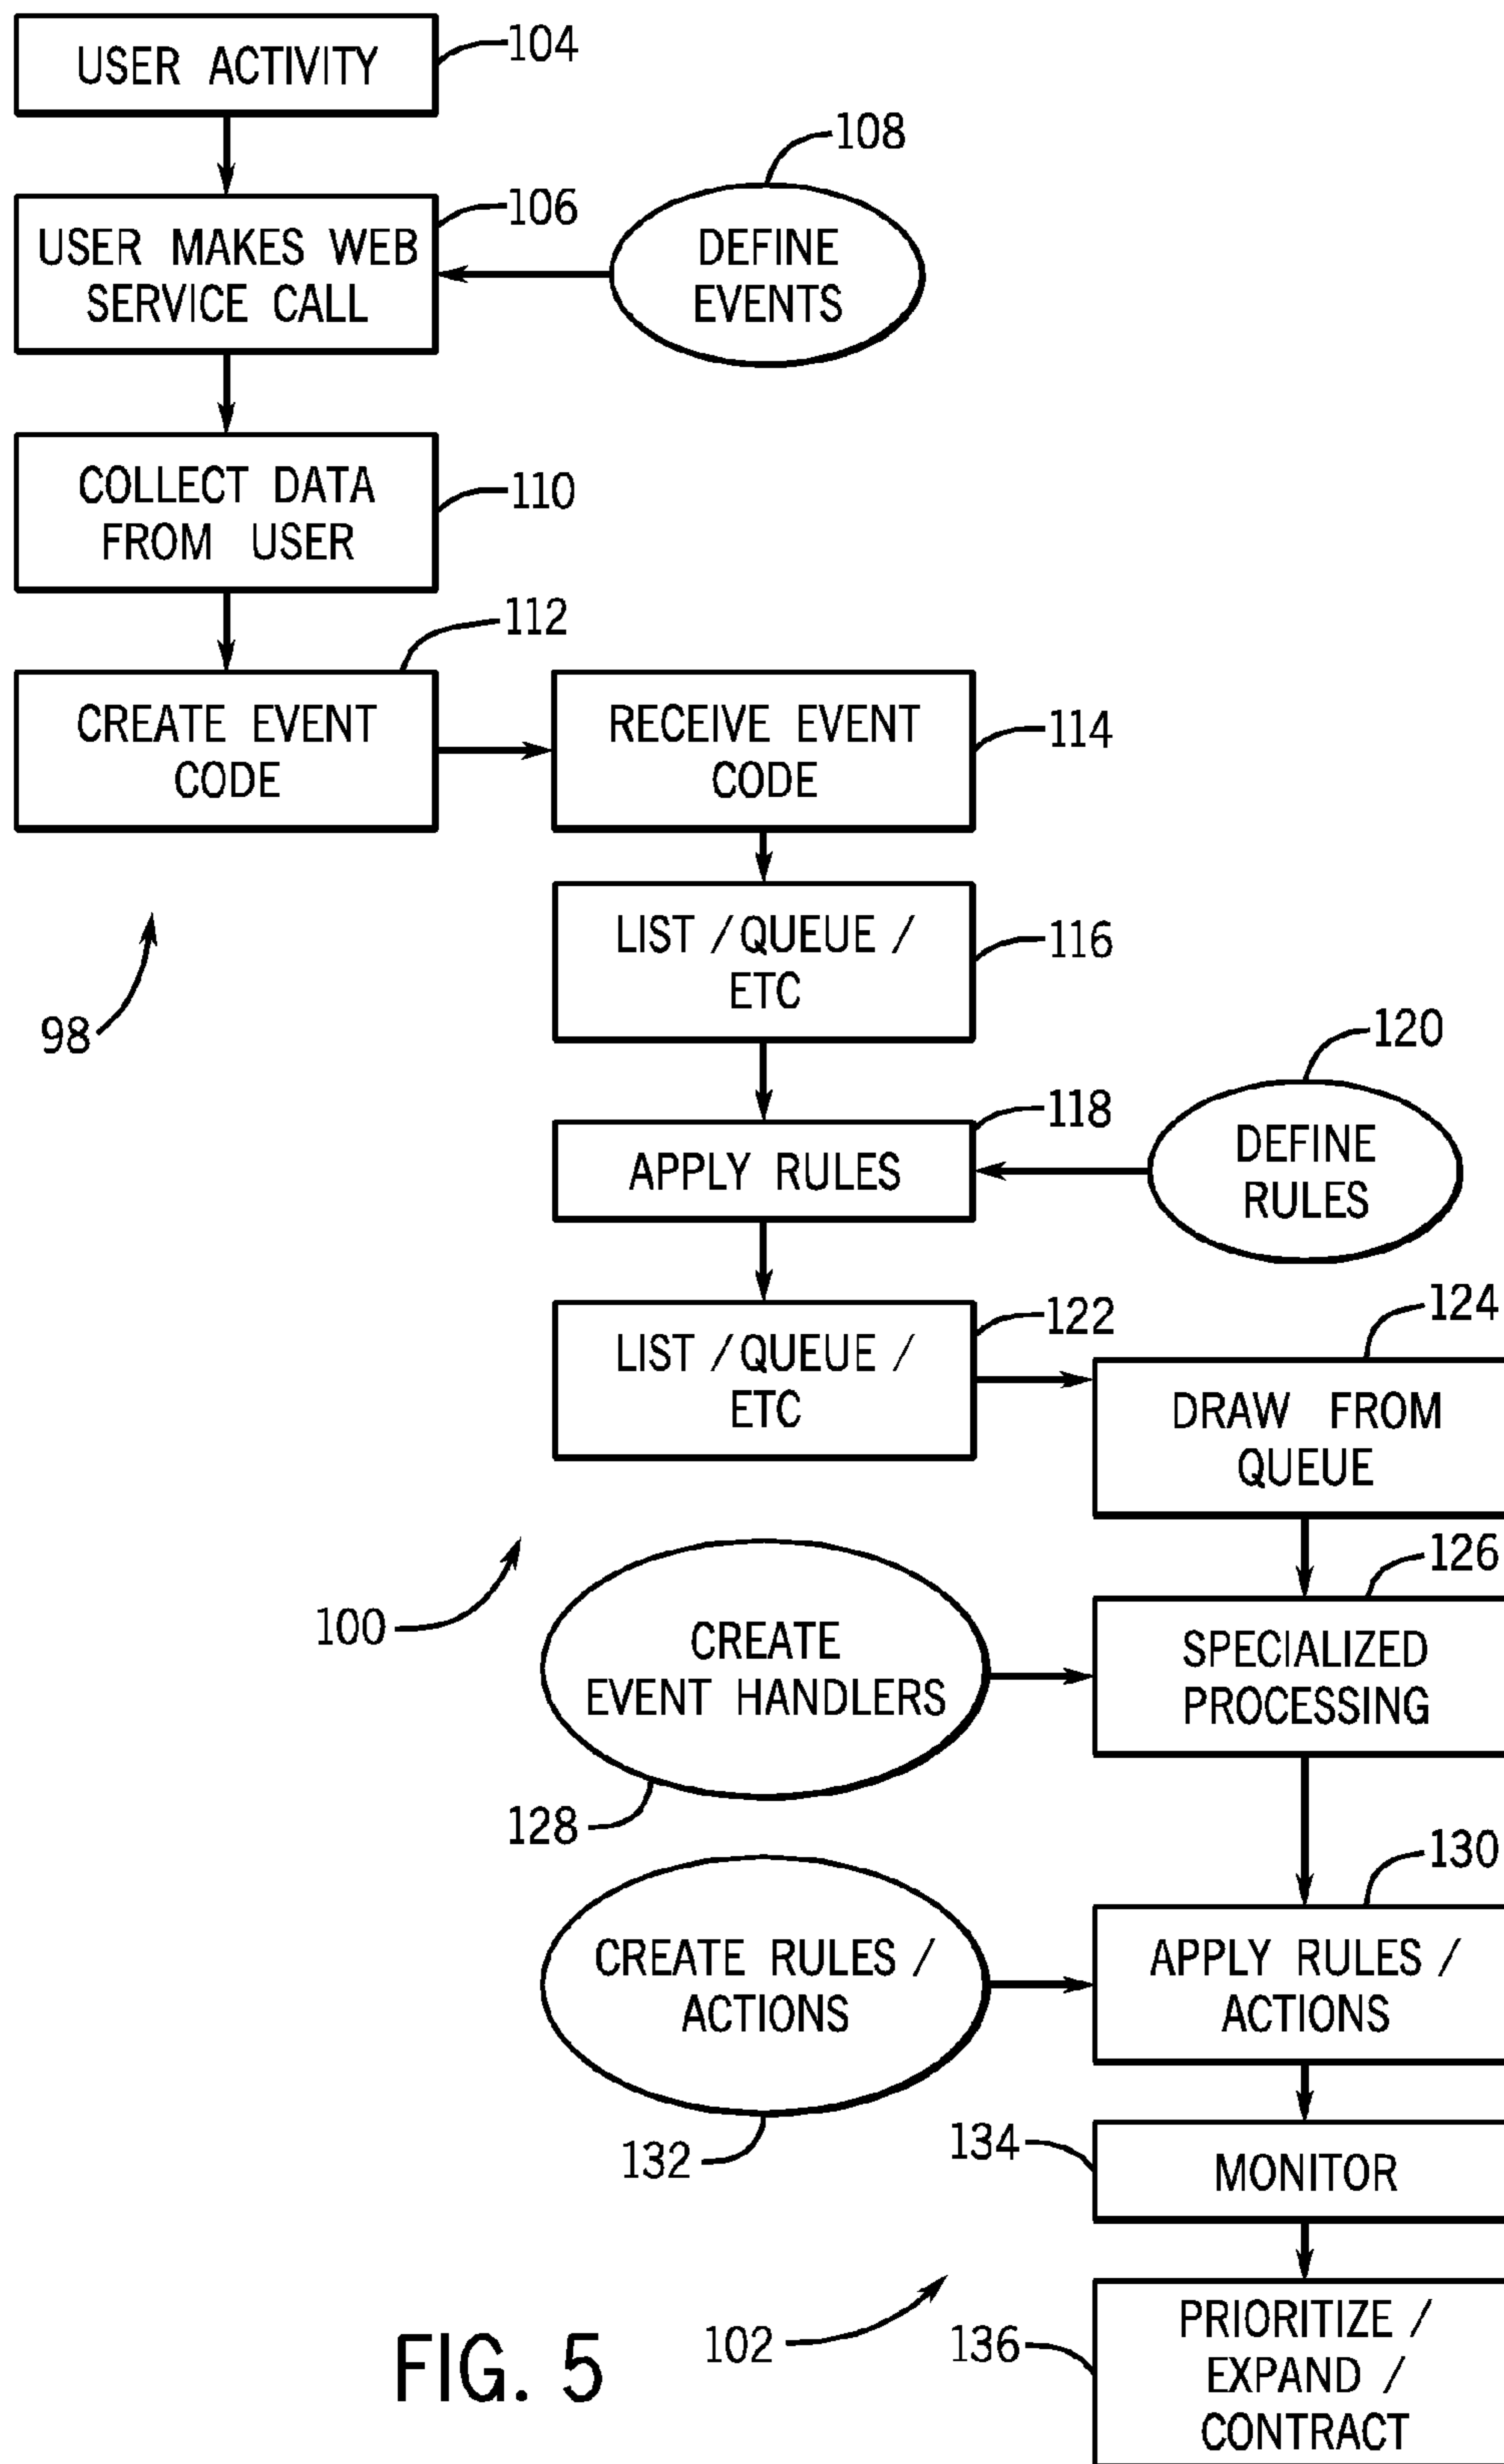 USER ACTIVITY
104
108
USER MAKES WEB
SERVICE CALL
106
DEFINE
EVENTS
COLLECT DATA
FROM USER
110
112
CREATE EVENT
CODE
RECEIVE EVENT
CODE
114
LIST / QUEUE /
ETC
116
98
120
118
APPLY RULES
DEFINE
RULES
124
LIST / QUEUE /
ETC
122
DRAW FROM
QUEUE
126
100
CREATE
EVENT HANDLERS
SPECIALIZED
PROCESSING
128
130
CREATE RULES /
ACTIONS
APPLY RULES /
ACTIONS
132
134
MONITOR
102
136
PRIORITIZE /
EXPAND /
CONTRACT
FIG. 5